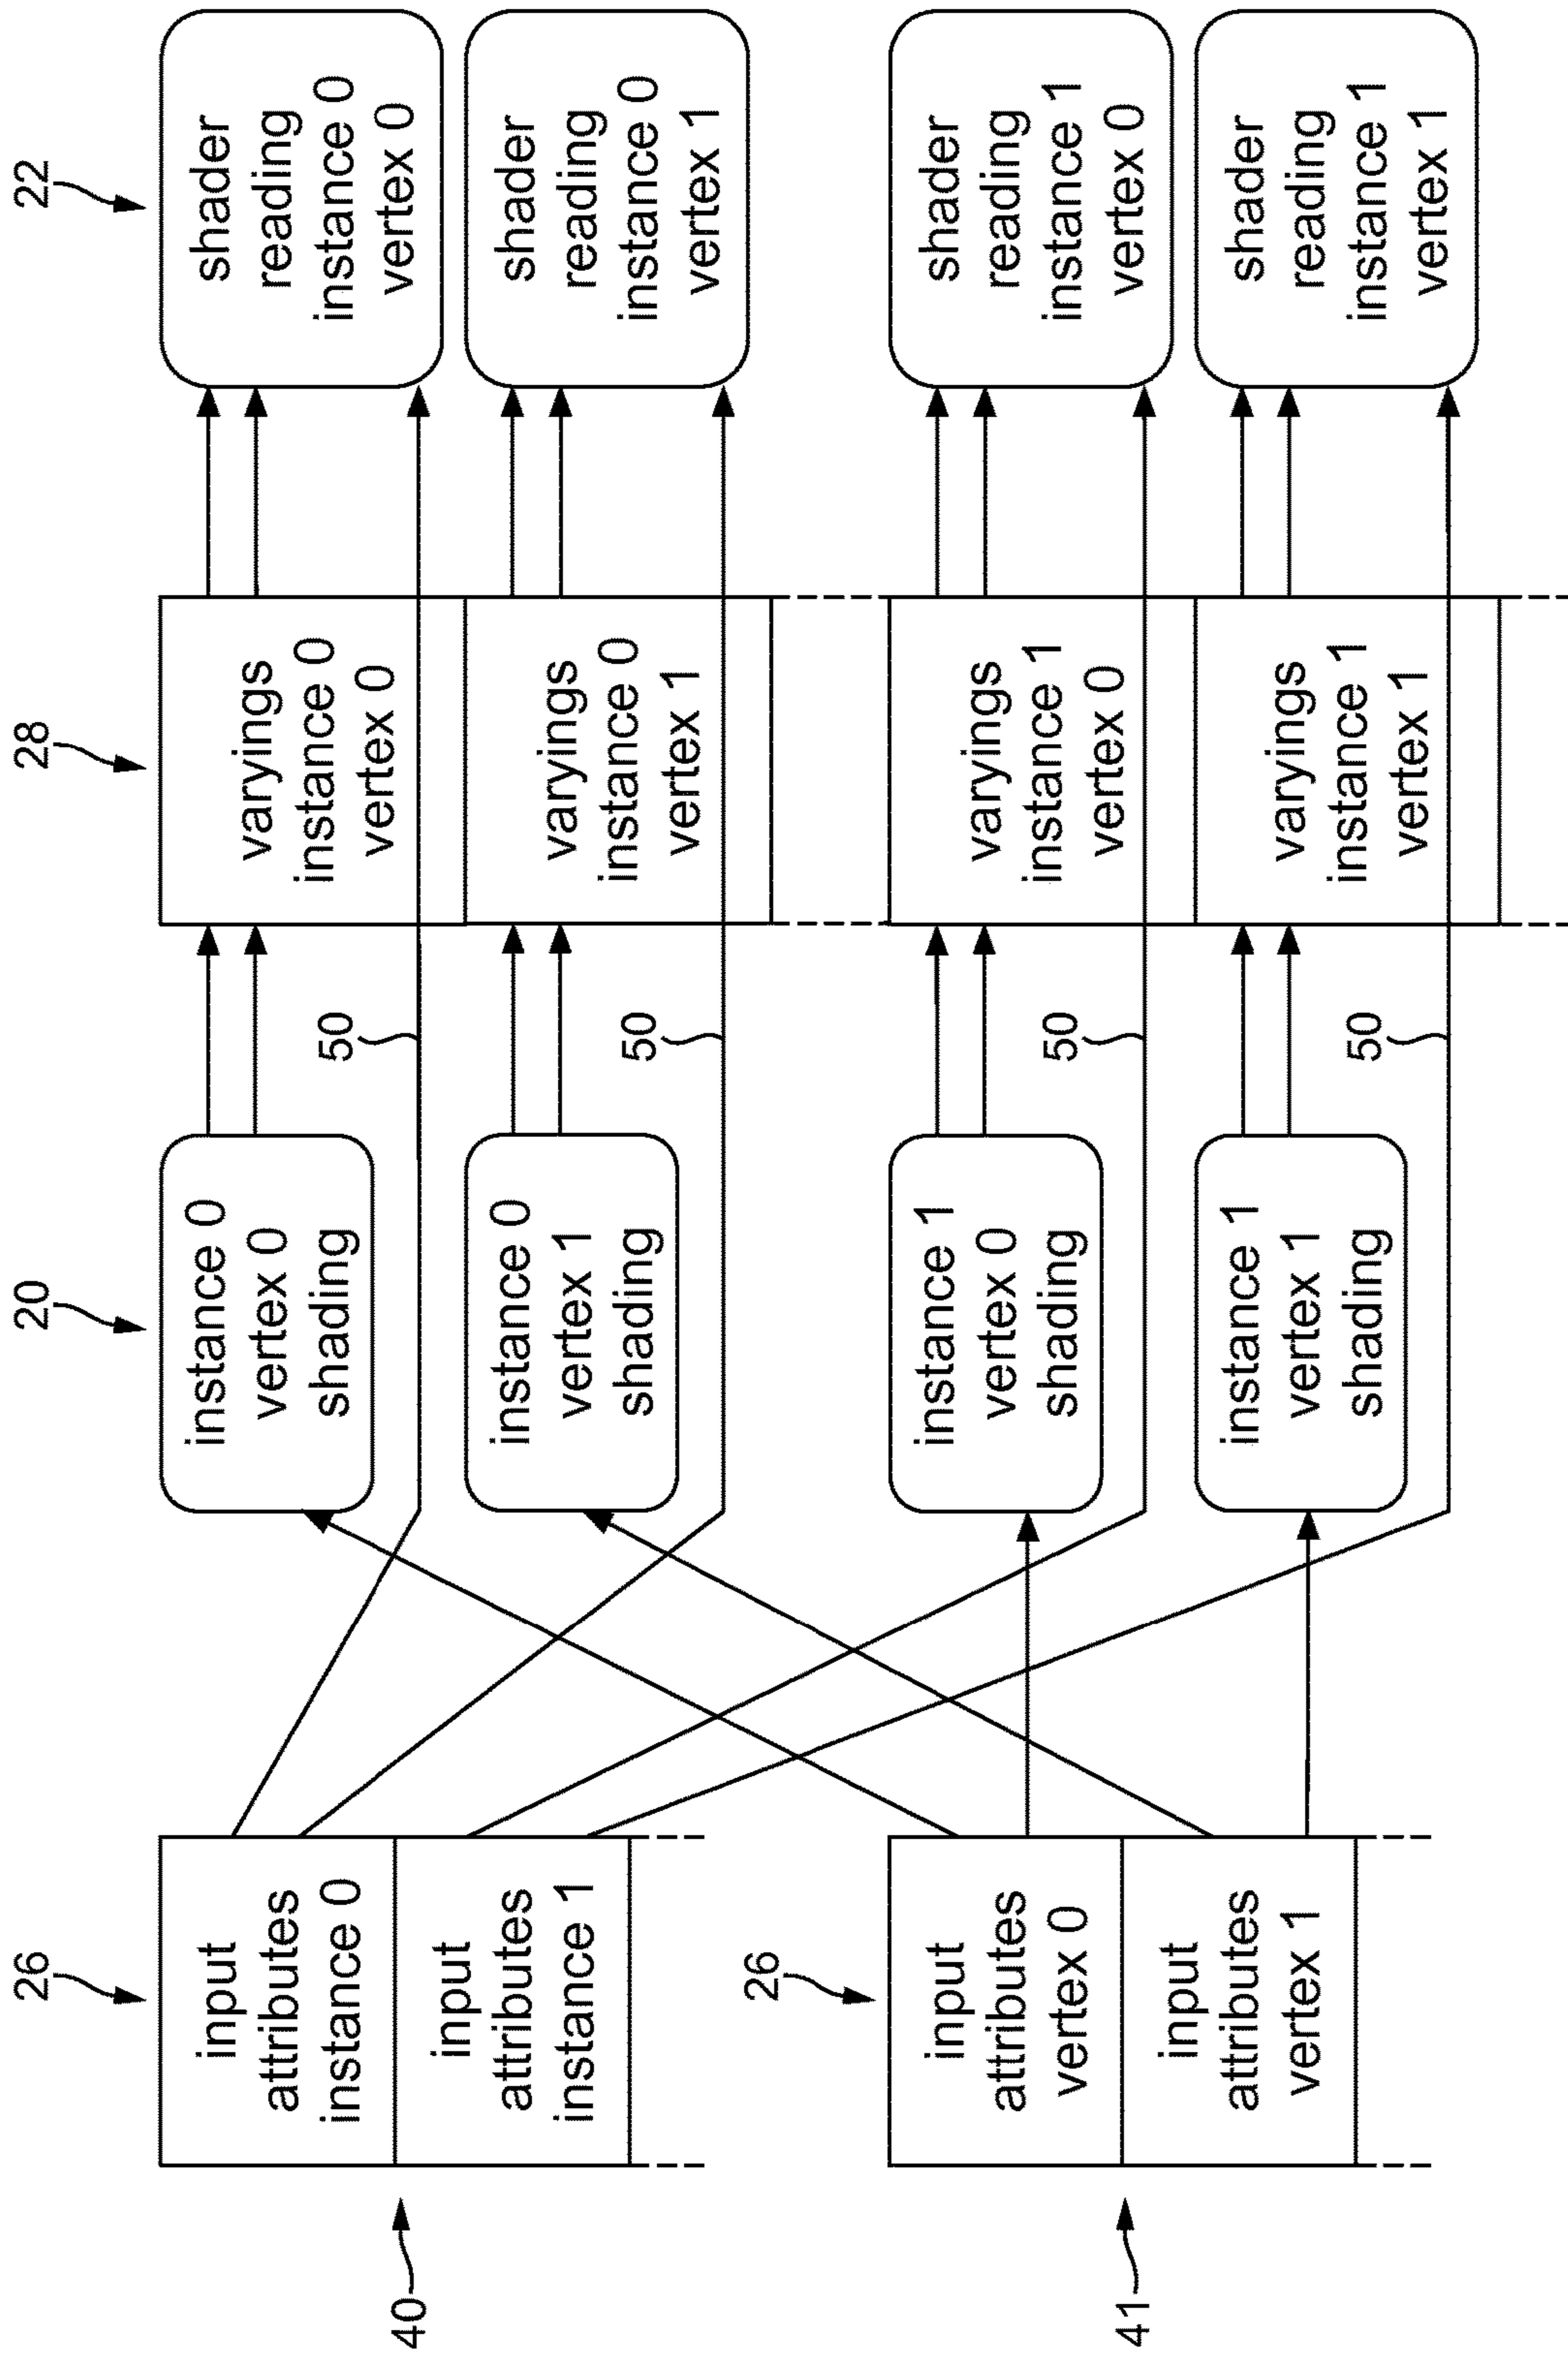 26
20
28
22
40
input
attributes
instance 0
input
attributes
instance 1
instance 0
vertex 0
shading
50
varyings
instance 0
vertex 0
shader
reading
instance 0
vertex 0
instance 0
vertex 1
shading
50
varyings
instance 0
vertex 1
shader
reading
instance 0
vertex 1
26
41
input
attributes
vertex 0
input
attributes
vertex 1
instance 1
vertex 0
shading
50
varyings
instance 1
vertex 0
shader
reading
instance 1
vertex 0
instance 1
vertex 1
shading
50
varyings
instance 1
vertex 1
shader
reading
instance 1
vertex 1